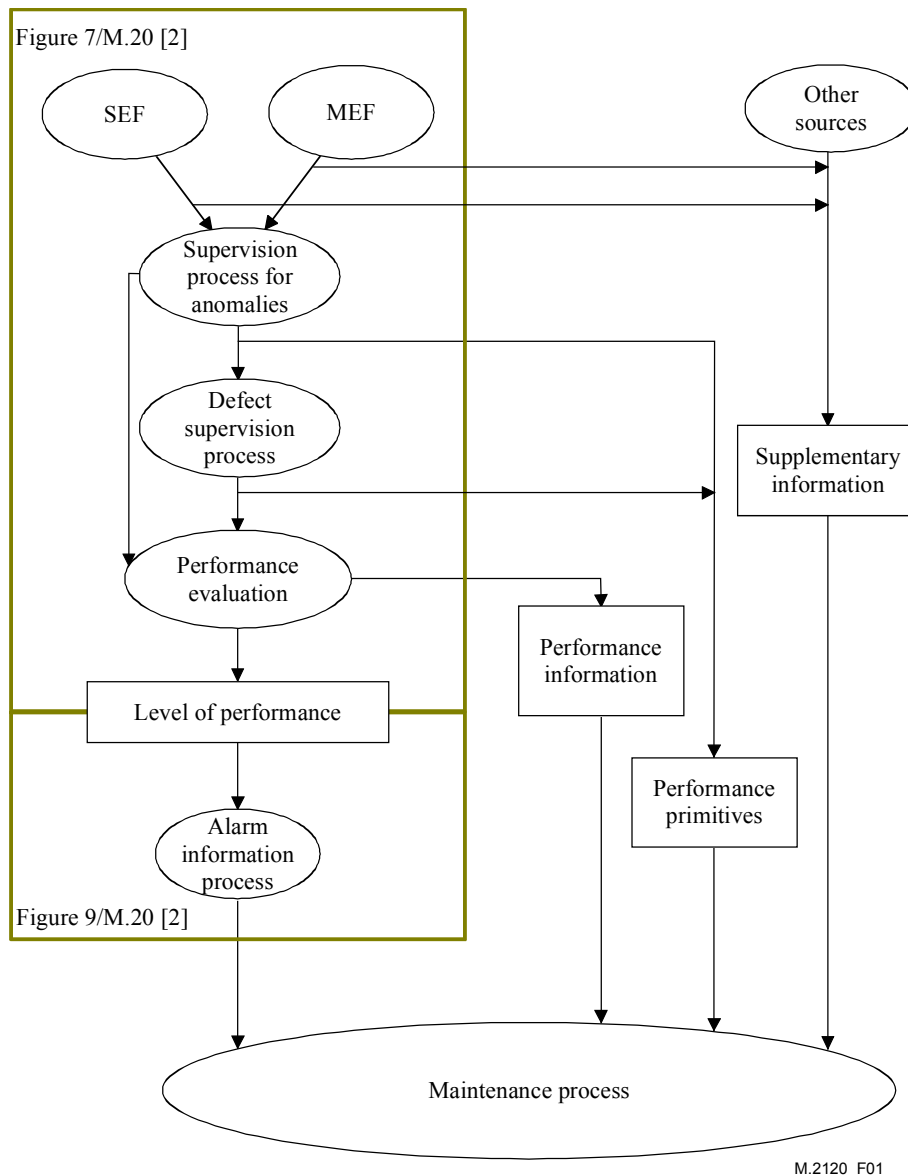 Figure 7/M.20 [2]
SEF
MEF
Other
sources
Supervision
process for
anomalies
Defect
supervision
process
Supplementary
information
Performance
evaluation
Performance
information
Level of performance
Performance
primitives
Alarm
information
process
Figure 9/M.20 [2]
Maintenance process
M.2120_F01